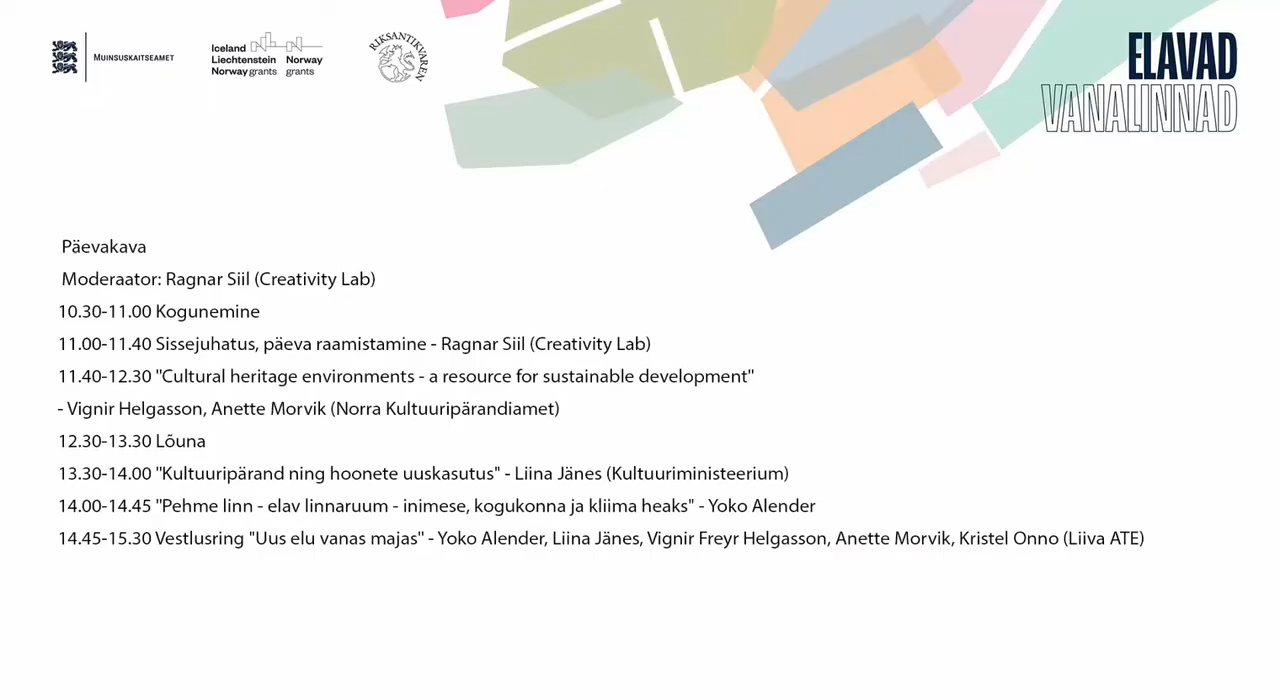 MUINSUSKAITSEAMET
Iceland
Liechtenstein
Norway grants
Norway
grants
RIKSANTIKVAREN
ELAVAD
VANALINNAD
Päevakava
Moderaator: Ragnar Siil (Creativity Lab)
10.30-11.00 Kogunemine
11.00-11.40 Sissejuhatus, päeva raamistamine - Ragnar Siil (Creativity Lab)
11.40-12.30 "Cultural heritage environments - a resource for sustainable development"
- Vignir Helgasson, Anette Morvik (Norra Kultuuripärandiamet)
12.30-13.30 Lõuna
13.30-14.00 "Kultuuripärand ning hoonete uuskasutus" - Liina Jänes (Kultuuriministeerium)
14.00-14.45 "Pehme linn - elav linnaruum - inimese, kogukonna ja kliima heaks" - Yoko Alender
14.45-15.30 Vestlusring "Uus elu vanas majas" - Yoko Alender, Liina Jänes, Vignir Freyr Helgasson, Anette Morvik, Kristel Onno (Liiva ATE)